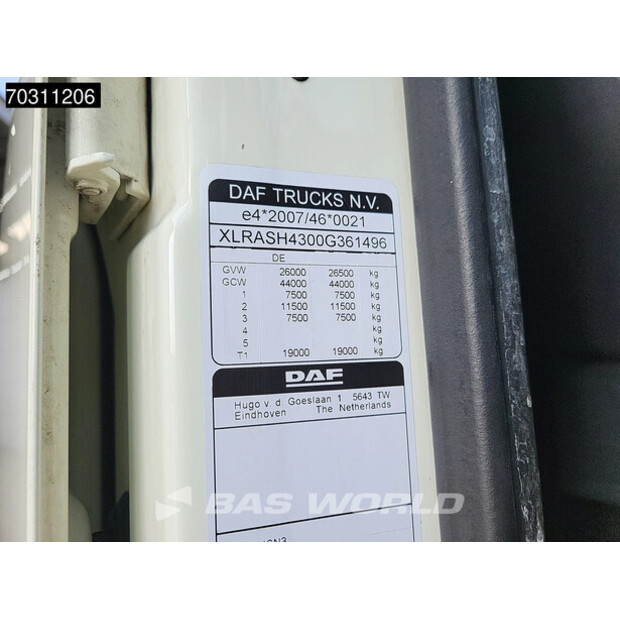 70311206
DAF TRUCKS N.V.
e4*2007/46*0021
XLRASH4300G361496
DE
GVW 26000 26500 kg
GCW 44000 44000 kg
1 7500 7500 kg
2 11500 11500 kg
3 7500 7500 kg
4 kg
5 kg
T1 19000 19000 kg
DAF
Hugo v. d. Goeslaan 1 5643 TW
Eindhoven The Netherlands
BAS WORLD